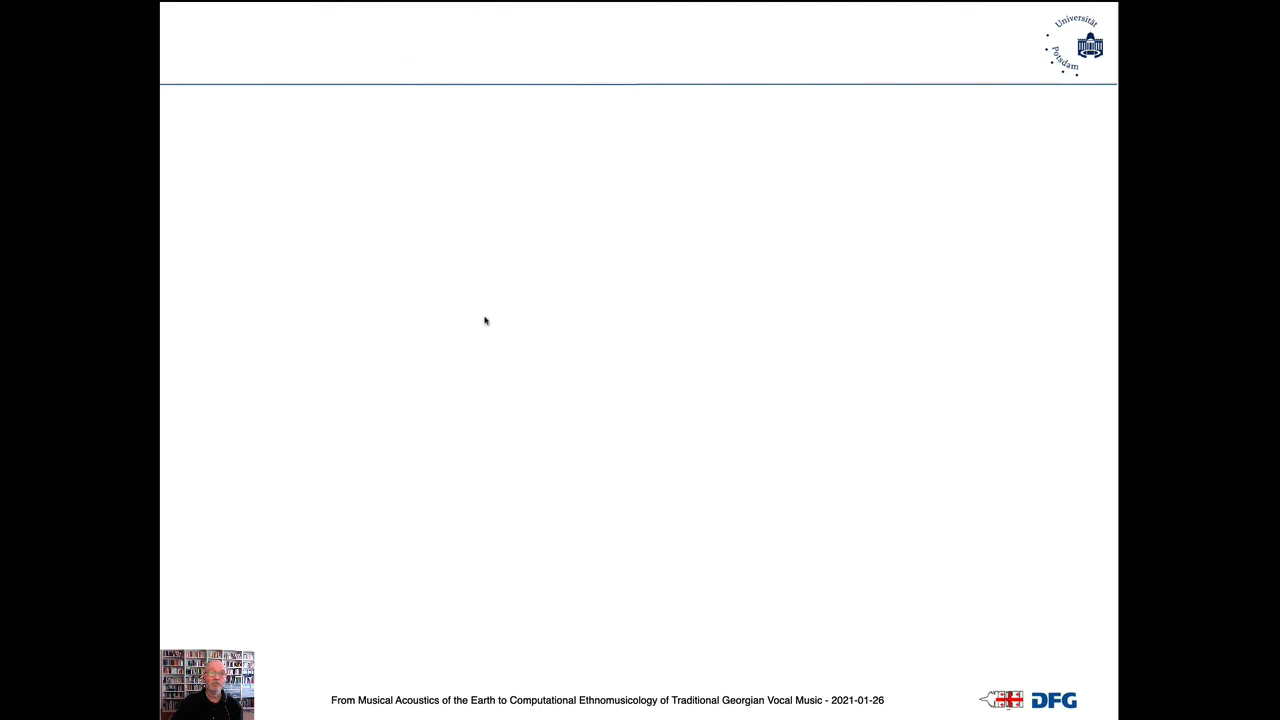 Universität
Potsdam
From Musical Acoustics of the Earth to Computational Ethnomusicology of Traditional Georgian Vocal Music - 2021-01-26
DFG